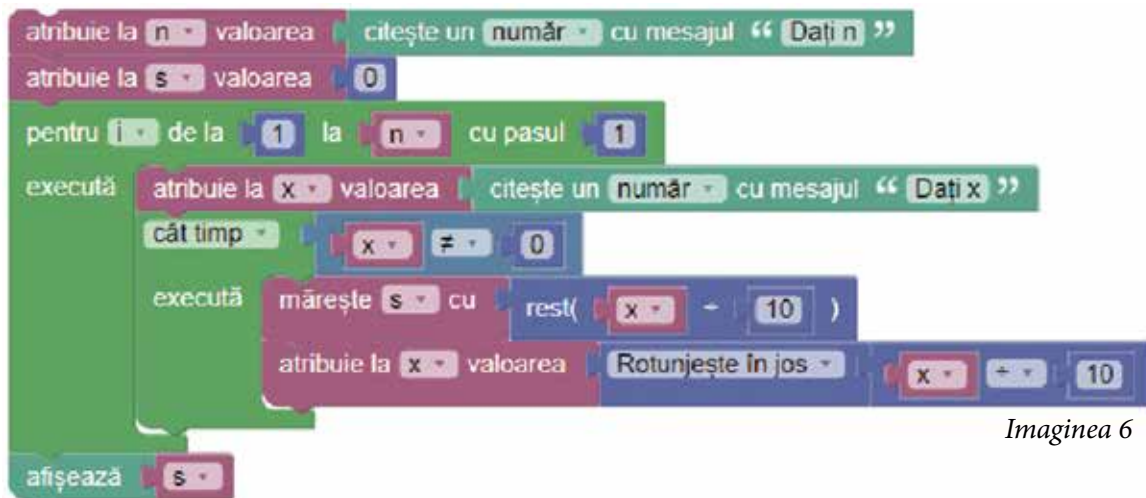 atribuie la n valoarea citește un număr cu mesajul “ Dați n ”
atribuie la s valoarea 0
pentru i de la 1 la n cu pasul 1
execută atribuie la x valoarea citește un număr cu mesajul “ Dați x ”
cât timp x ≠ 0
execută mărește s cu rest( x ÷ 10 )
atribuie la x valoarea Rotunjește în jos x ÷ 10
Imaginea 6
afișează s